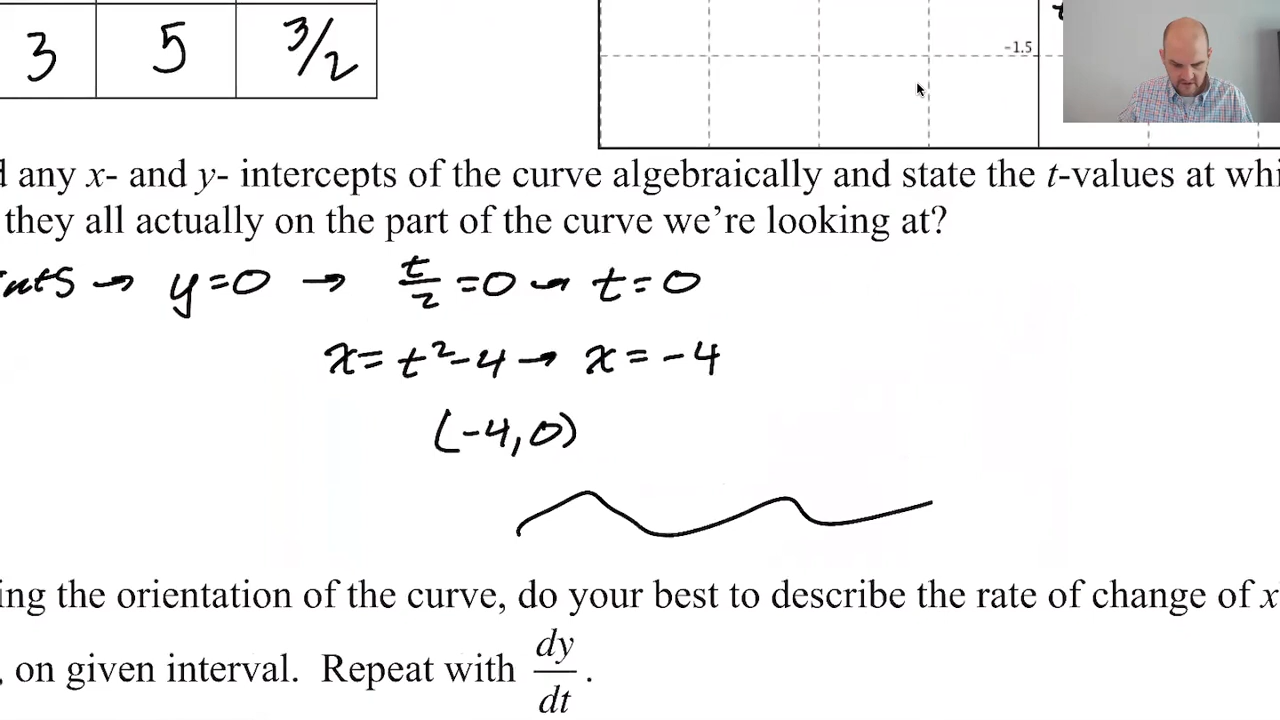 3 5 3/2
-1.5
any x- and y- intercepts of the curve algebraically and state the t-values at
they all actually on the part of the curve we're looking at?
→ y=0 → t/2 =0 → t=0
x= t²-4 → x= -4
(-4,0)
the orientation of the curve, do your best to describe the rate of change of x
, on given interval. Repeat with dy/dt .